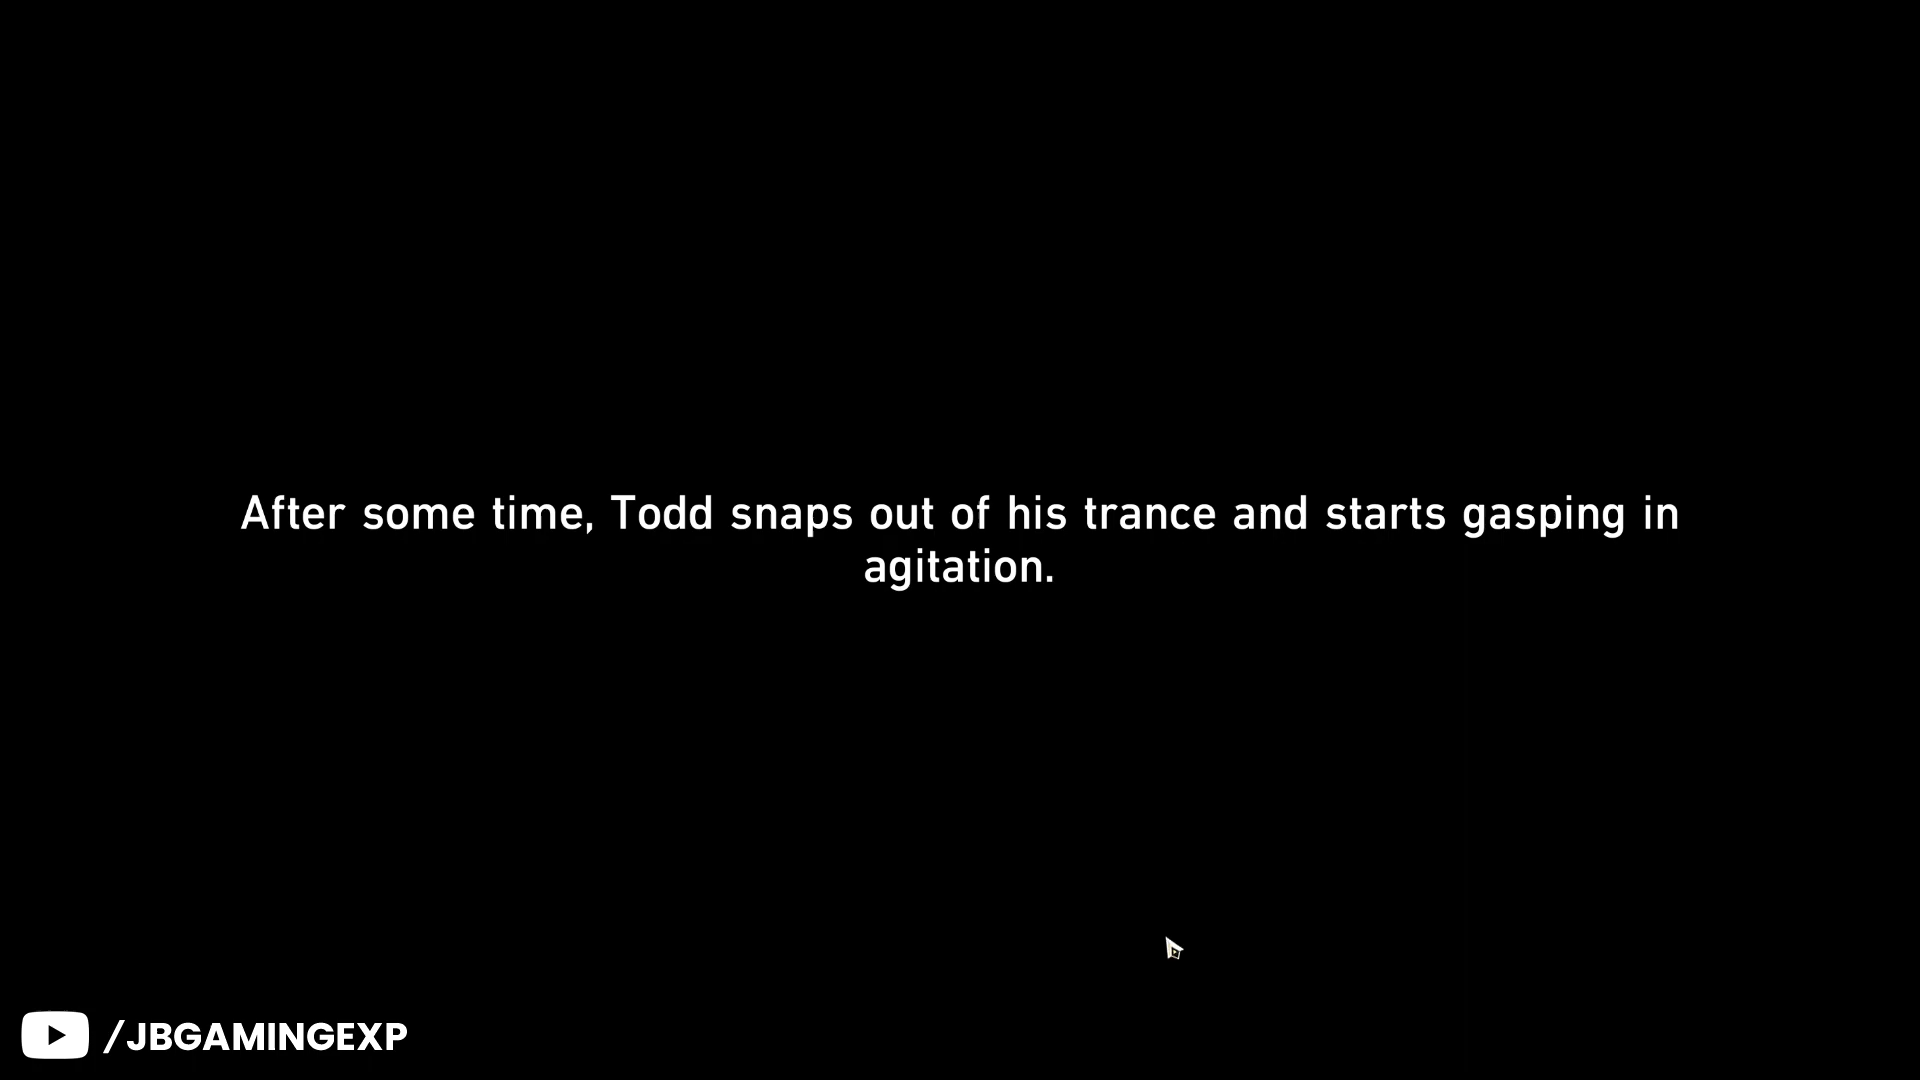 After some time, Todd snaps out of his trance and starts gasping in
agitation.
/JBGAMINGEXP